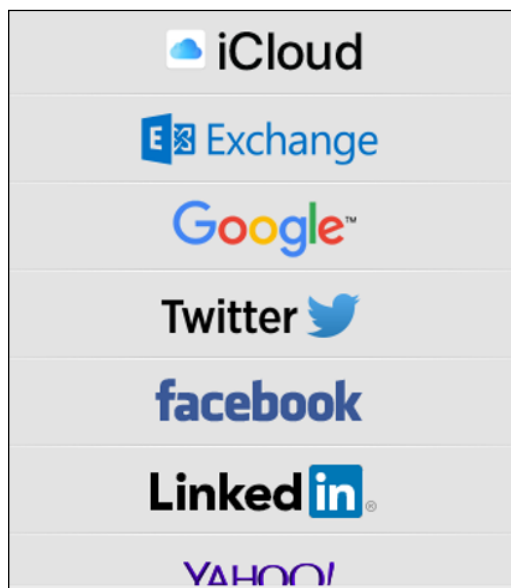 iCloud
E Exchange
Google™
Twitter
facebook
Linked in®
YAHOO!